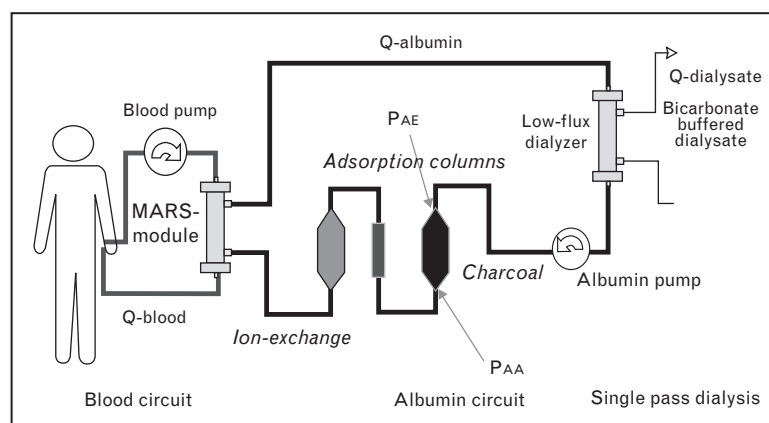 Q-albumin
Q-dialysate
Blood pump
PAE
Low-flux
dialyzer
Bicarbonate
buffered
dialysate
Adsorption columns
MARS-
module
Charcoal
Albumin pump
Q-blood
Ion-exchange
PAA
Blood circuit
Albumin circuit
Single pass dialysis